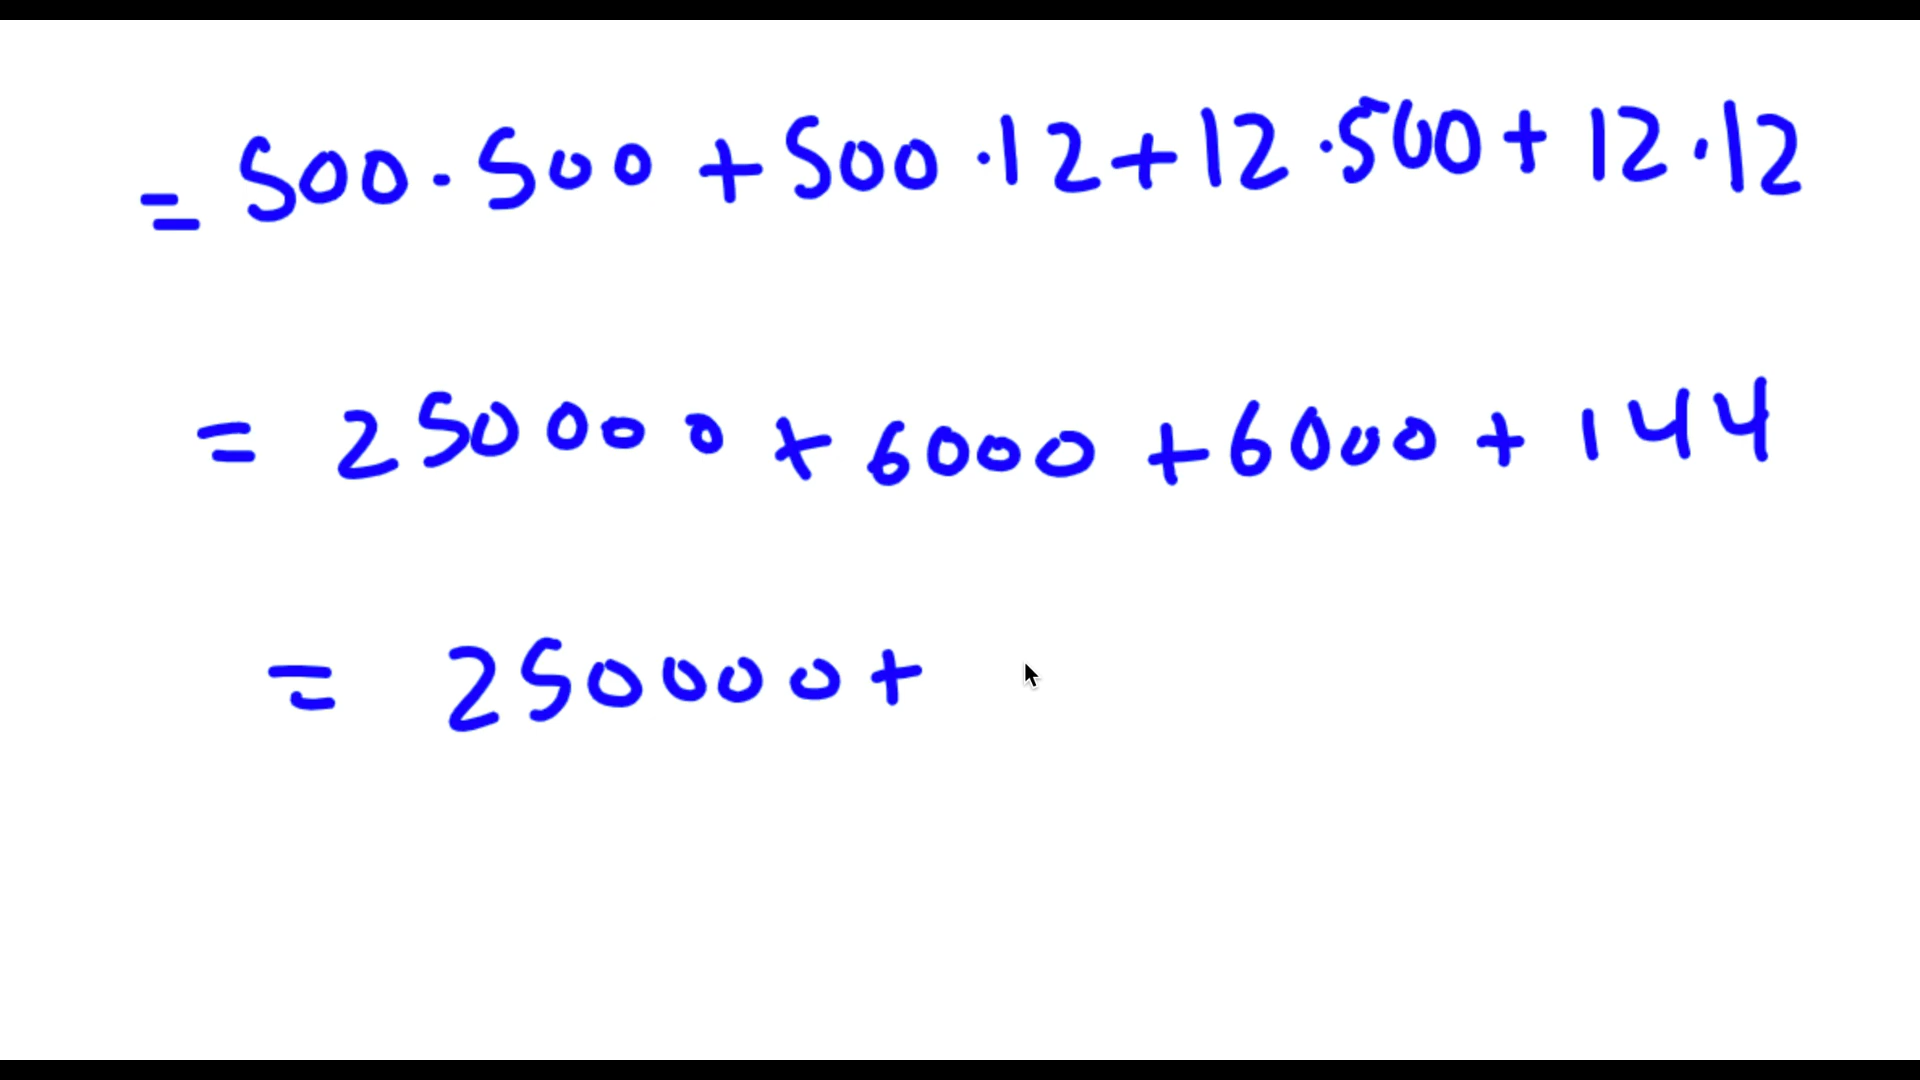 = 500·500 + 500·12 + 12·500 + 12·12
= 250000 + 6000 + 6000 + 144
= 250000 +